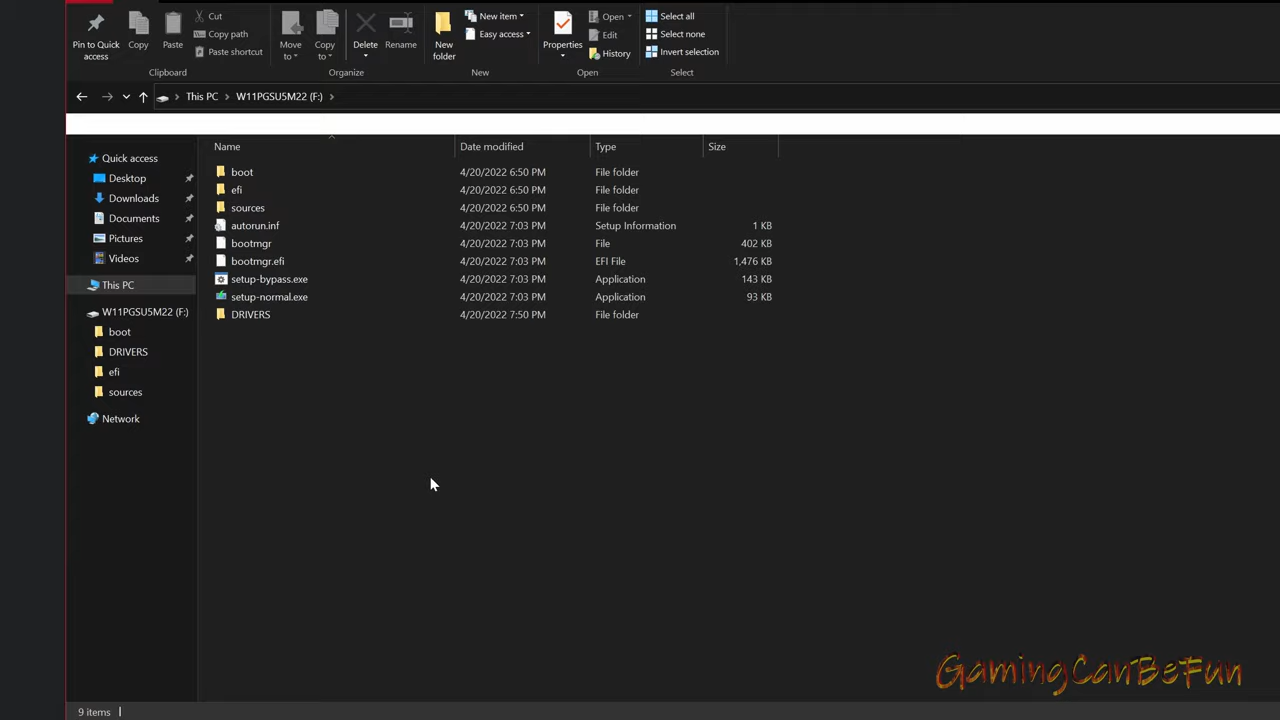 Pin to Quick access
Copy
Paste
Cut
Copy path
Paste shortcut
Clipboard
Move to
Copy to
Delete
Rename
Organize
New folder
New item
Easy access
New
Properties
Open
Edit
History
Open
Select all
Select none
Invert selection
Select
This PC
W11PGSU5M22 (F:)
Name Date modified Type Size
boot 4/20/2022 6:50 PM File folder
efi 4/20/2022 6:50 PM File folder
sources 4/20/2022 6:50 PM File folder
autorun.inf 4/20/2022 7:03 PM Setup Information 1 KB
bootmgr 4/20/2022 7:03 PM File 402 KB
bootmgr.efi 4/20/2022 7:03 PM EFI File 1,476 KB
setup-bypass.exe 4/20/2022 7:03 PM Application 143 KB
setup-normal.exe 4/20/2022 7:03 PM Application 93 KB
DRIVERS 4/20/2022 7:50 PM File folder
Quick access
Desktop
Downloads
Documents
Pictures
Videos
This PC
W11PGSU5M22 (F:)
boot
DRIVERS
efi
sources
Network
GamingCanBeFun
9 items